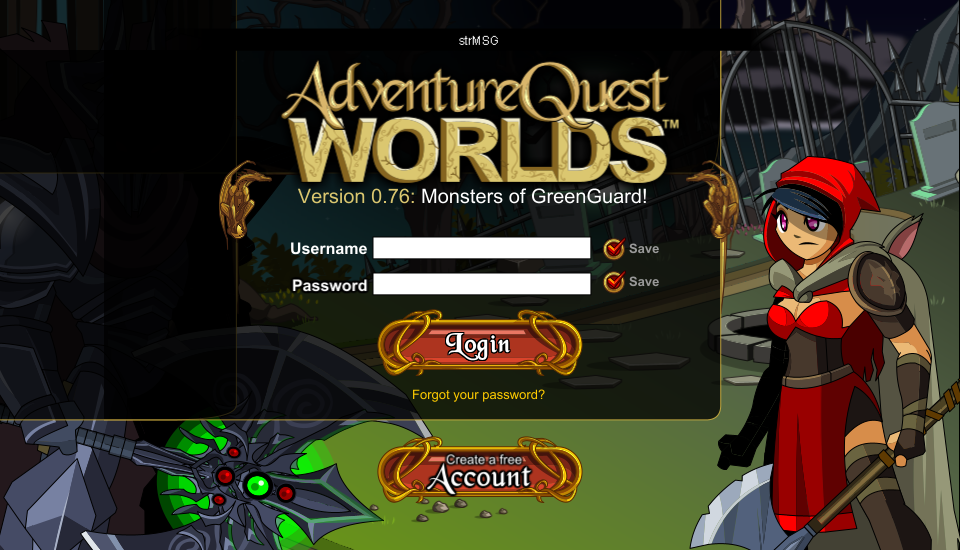 strMSG
AdventureQuest
WORLDS™
Version 0.76: Monsters of GreenGuard!
Username
Save
Password
Save
Login
Forgot your password?
Create a free
Account